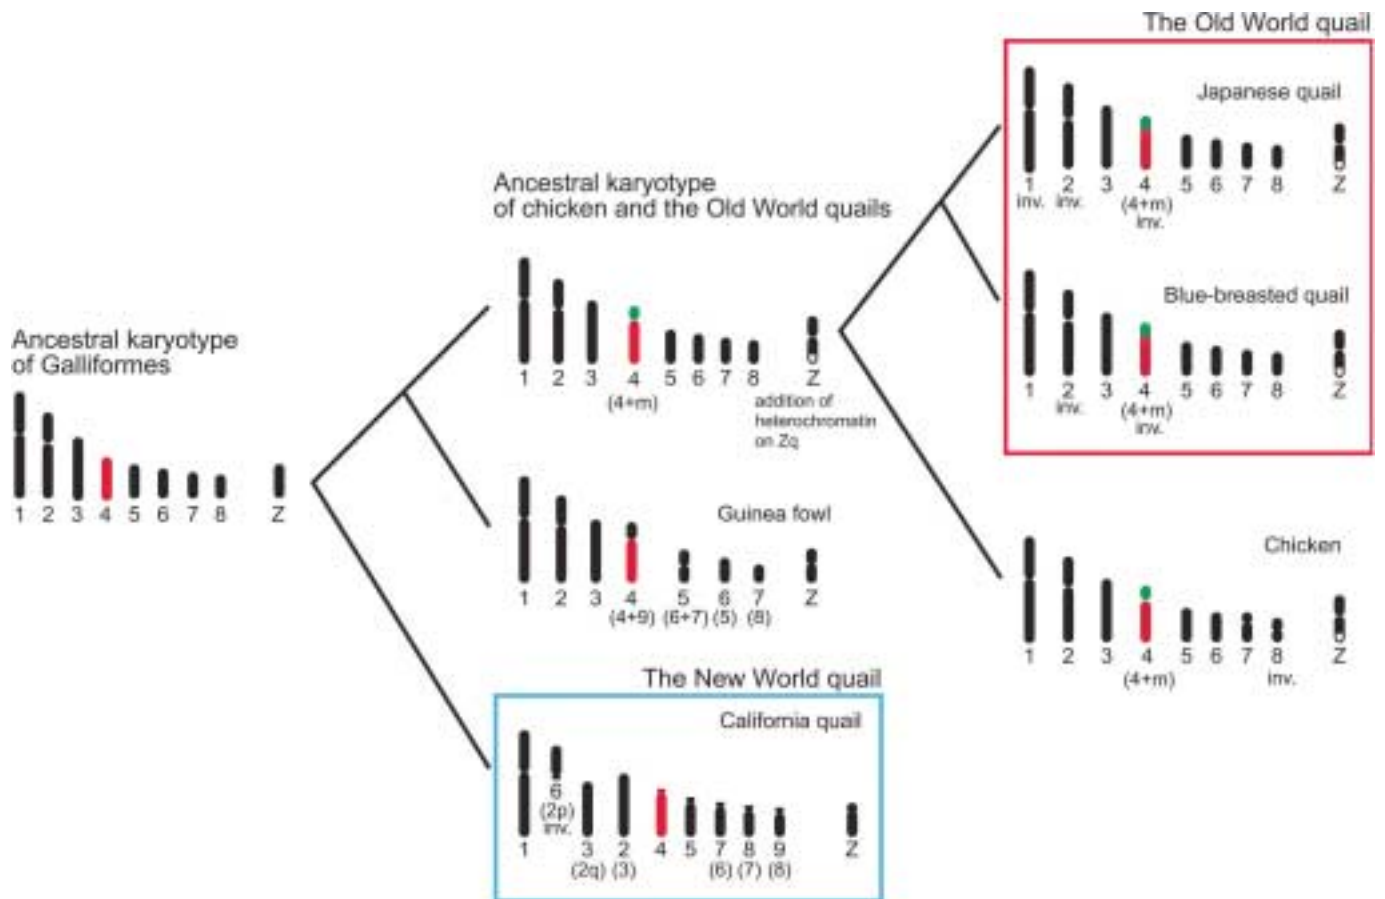 The Old World quail
Japanese quail
1 2 3 4 5 6 7 8 Z
inv. inv. (4+m)
inv.
Ancestral karyotype
of chicken and the Old World quails
1 2 3 4 5 6 7 8 Z
(4+m)
addition of
heterochromatin
on Zq
Blue-breasted quail
1 2 3 4 5 6 7 8 Z
inv. (4+m)
inv.
Ancestral karyotype
of Galliformes
1 2 3 4 5 6 7 8 Z
Guinea fowl
1 2 3 4 5 6 7 Z
(4+9) (6+7) (5) (8)
Chicken
1 2 3 4 5 6 7 8 Z
(4+m) inv.
The New World quail
California quail
6
(2p)
inv.
1 3 2 4 5 7 8 9 Z
(2q) (3) (6) (7) (8)